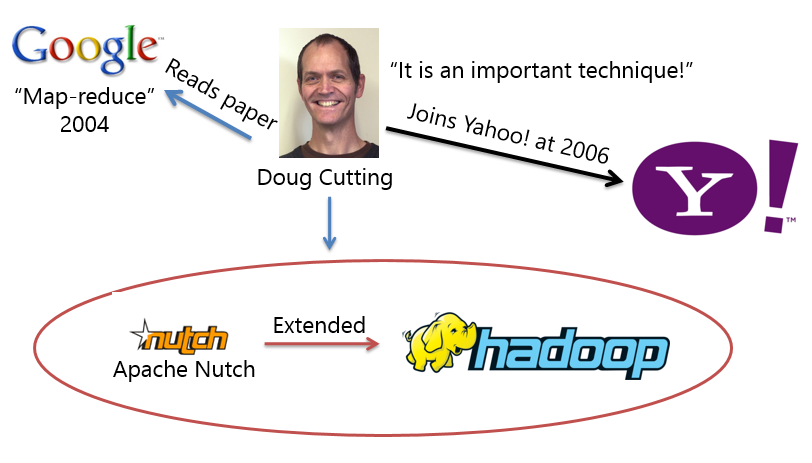 Google™
“Map-reduce”
2004
Reads paper
“It is an important technique!”
Joins Yahoo! at 2006
Doug Cutting
Y!™
nutch
Apache Nutch
Extended
hadoop